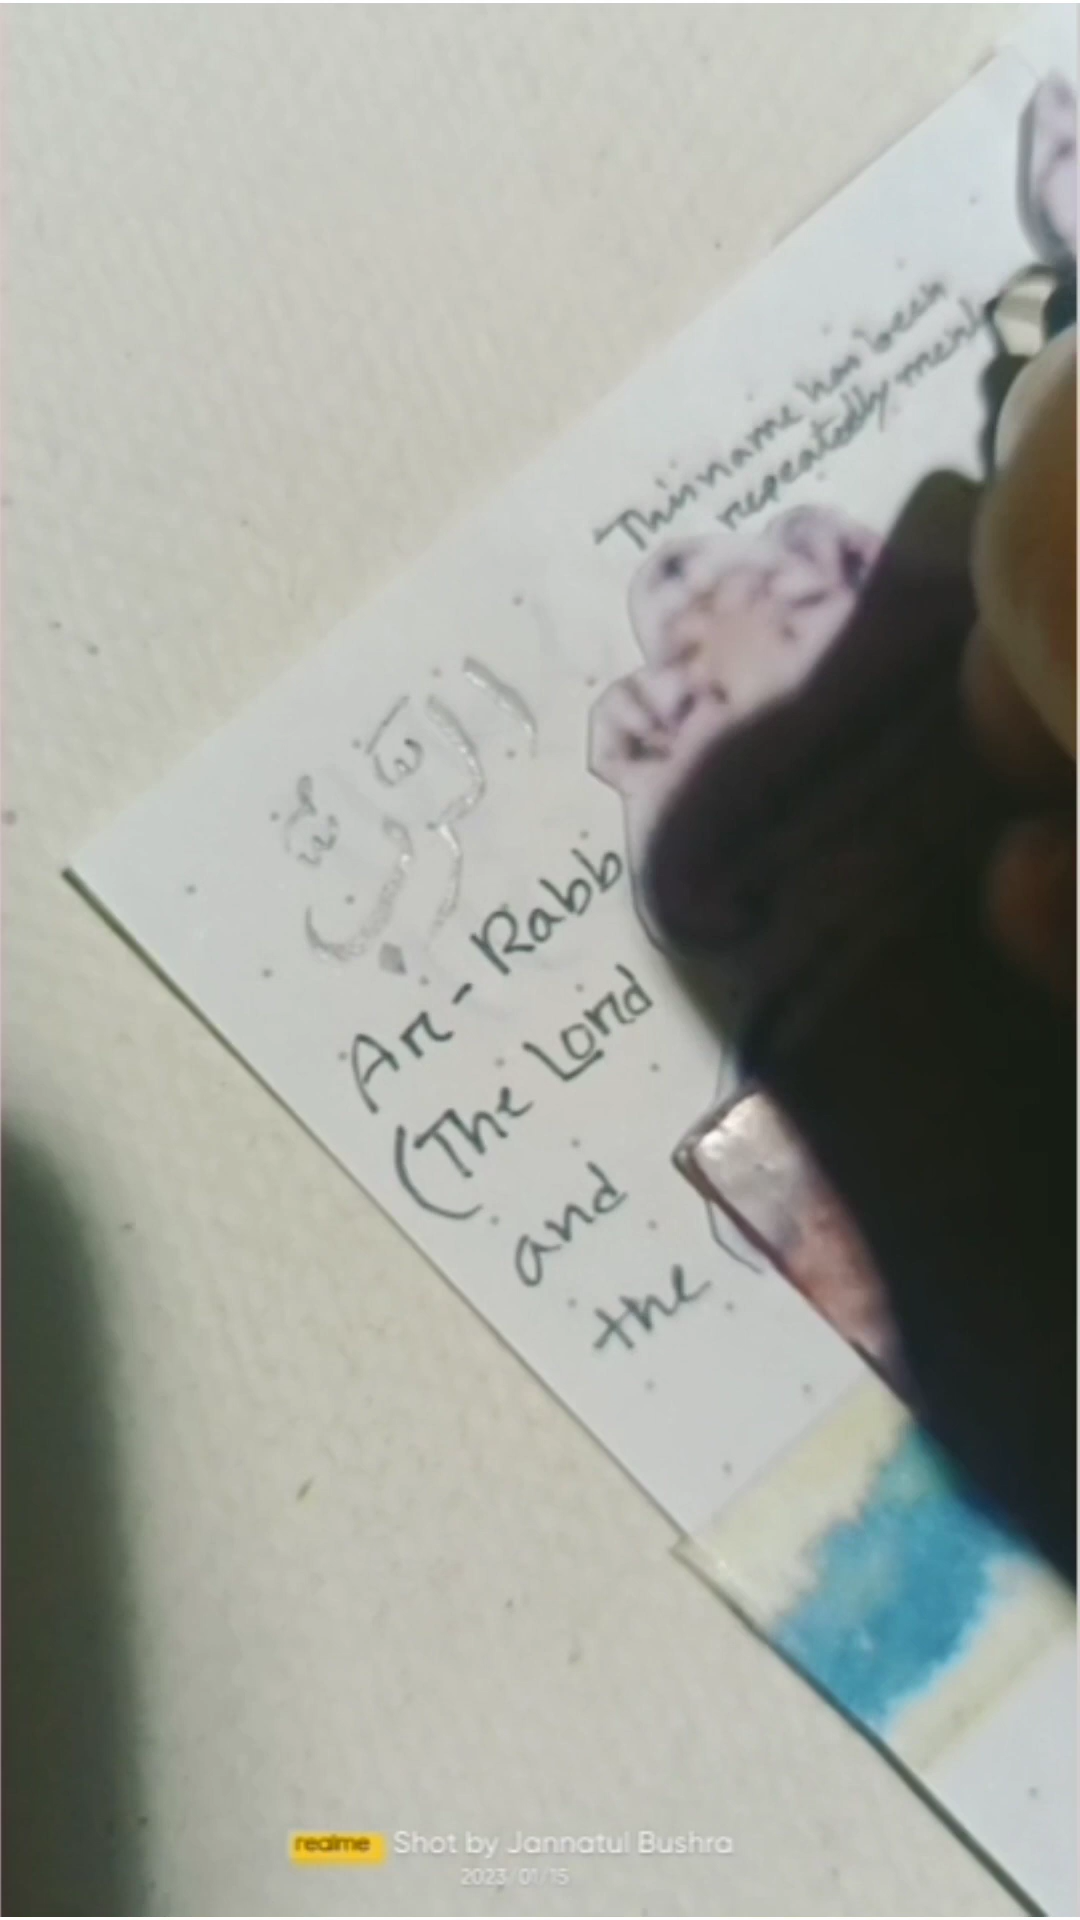 الرَّبُّ
Ar-Rabb
(The Lord
and
the
This name has been
repeatedly
realme Shot by Jannatul Bushra
2023/01/15